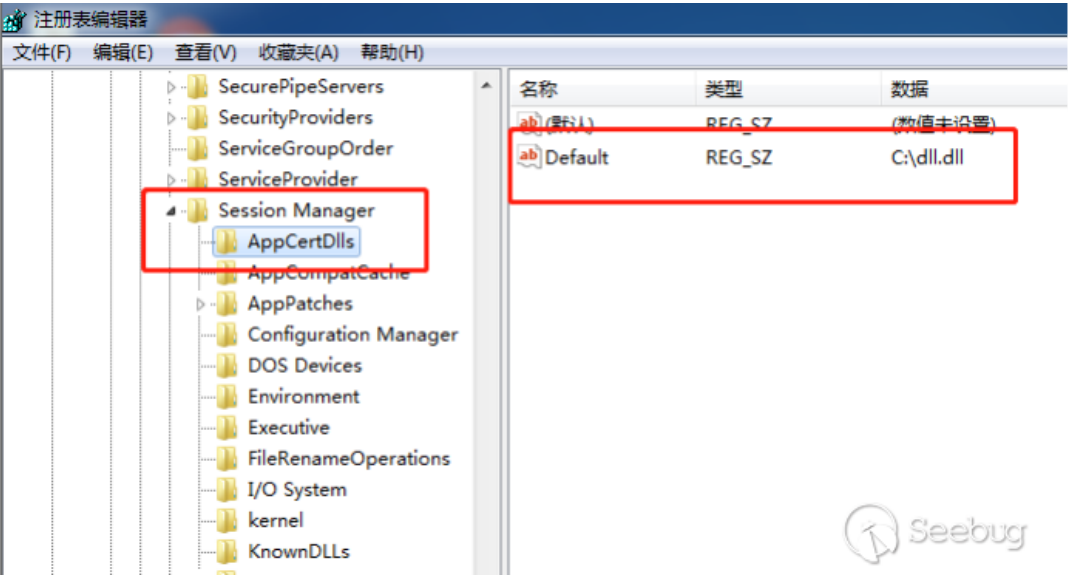 注册表编辑器
文件(F) 编辑(E) 查看(V) 收藏夹(A) 帮助(H)
SecurePipeServers
SecurityProviders
ServiceGroupOrder
ServiceProvider
Session Manager
AppCertDlls
AppCompatCache
AppPatches
Configuration Manager
DOS Devices
Environment
Executive
FileRenameOperations
I/O System
kernel
KnownDLLs
名称 类型 数据
ab (默认) REG_SZ (数值未设置)
ab Default REG_SZ C:\dll.dll
Seebug